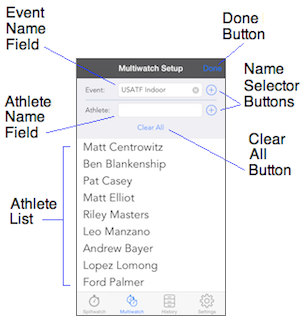 Event
Name
Field
Done
Button
Multiwatch Setup
Done
Event:
USATF Indoor
Name
Selector
Buttons
Athlete:
Athlete
Name
Field
Clear All
Clear
All
Button
Athlete
List
Matt Centrowitz
Ben Blankenship
Pat Casey
Matt Elliot
Riley Masters
Leo Manzano
Andrew Bayer
Lopez Lomong
Ford Palmer
Splitwatch
Multiwatch
History
Settings